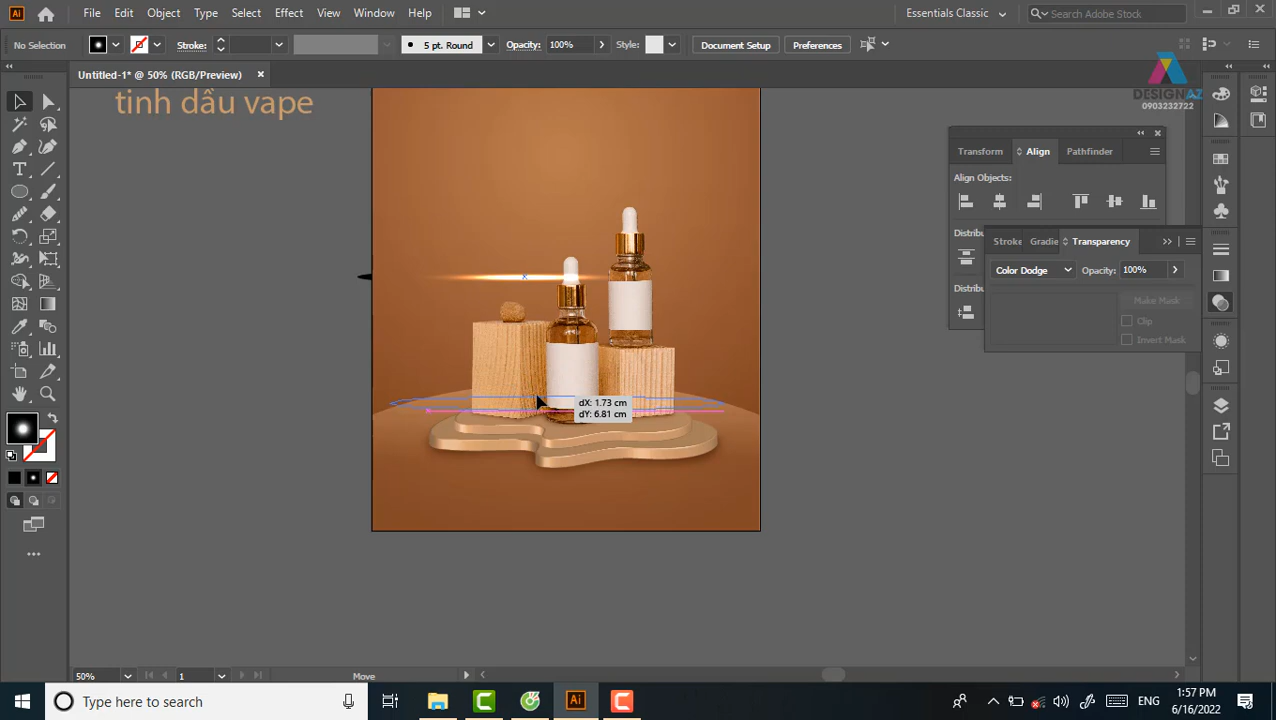 File Edit Object Type Select Effect View Window Help
Essentials Classic
Search Adobe Stock
No Selection
Stroke:
5 pt. Round
Opacity: 100%
Style:
Document Setup
Preferences
Untitled-1* @ 50% (RGB/Preview)
DESIGNAZ
0903232722
tinh dầu vape
Transform Align Pathfinder
Align Objects:
Stroke Gradie Transparency
Color Dodge Opacity: 100%
Make Mask
Clip
Invert Mask
dX: 1.73 cm
dY: 6.81 cm
50% 1 Move
Type here to search
ENG
1:57 PM
6/16/2022